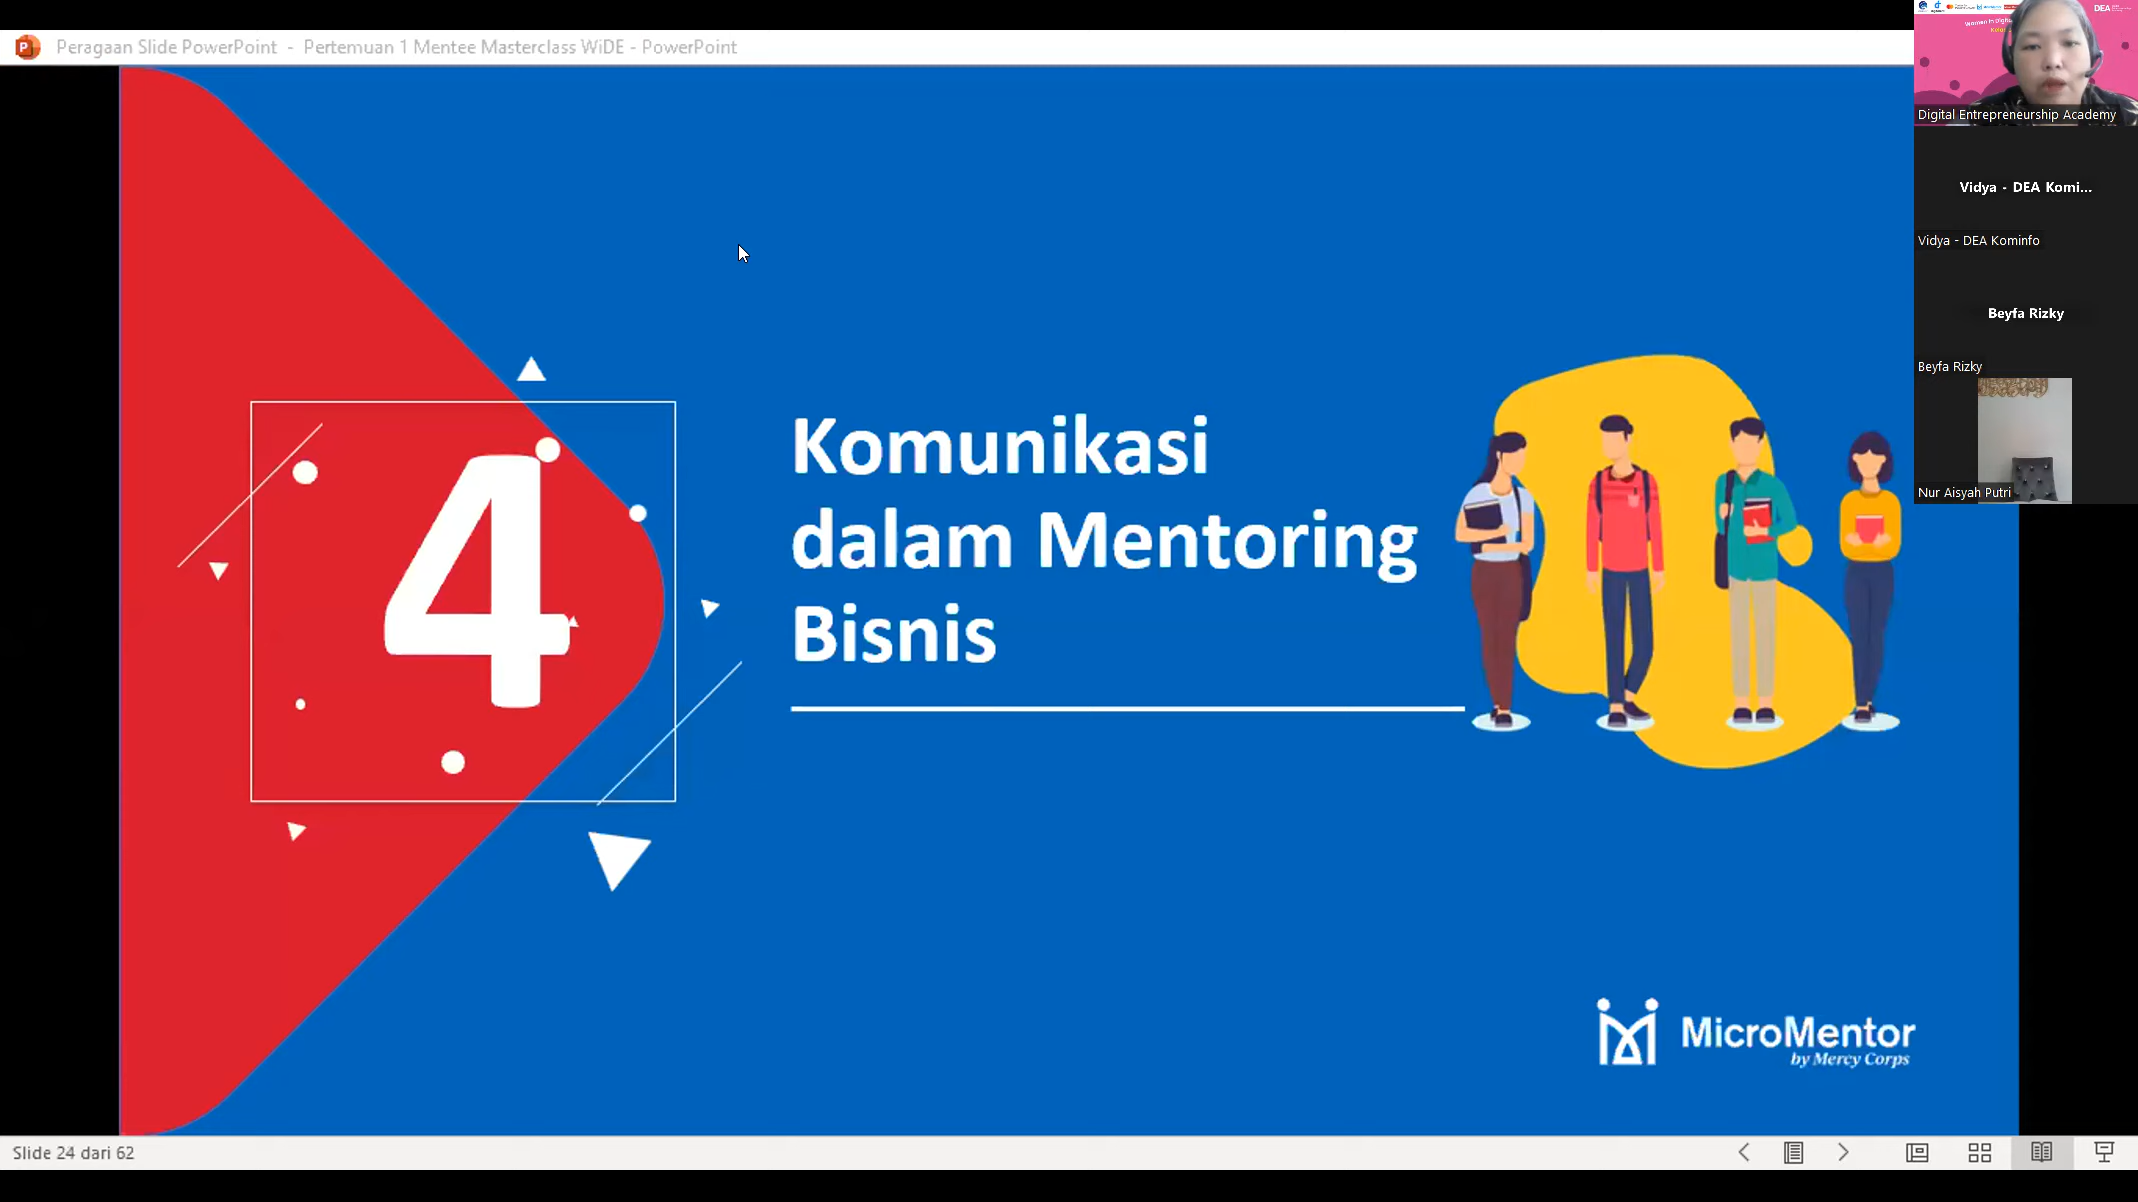 Peragaan Slide PowerPoint - Pertemuan 1 Mentee Masterclass WiDE - PowerPoint
4
Komunikasi
dalam Mentoring
Bisnis
MicroMentor
by Mercy Corps
DEA
Digital Entrepreneurship Academy
Vidya - DEA Komi...
Vidya - DEA Kominfo
Beyfa Rizky
Beyfa Rizky
Nur Aisyah Putri
Slide 24 dari 62